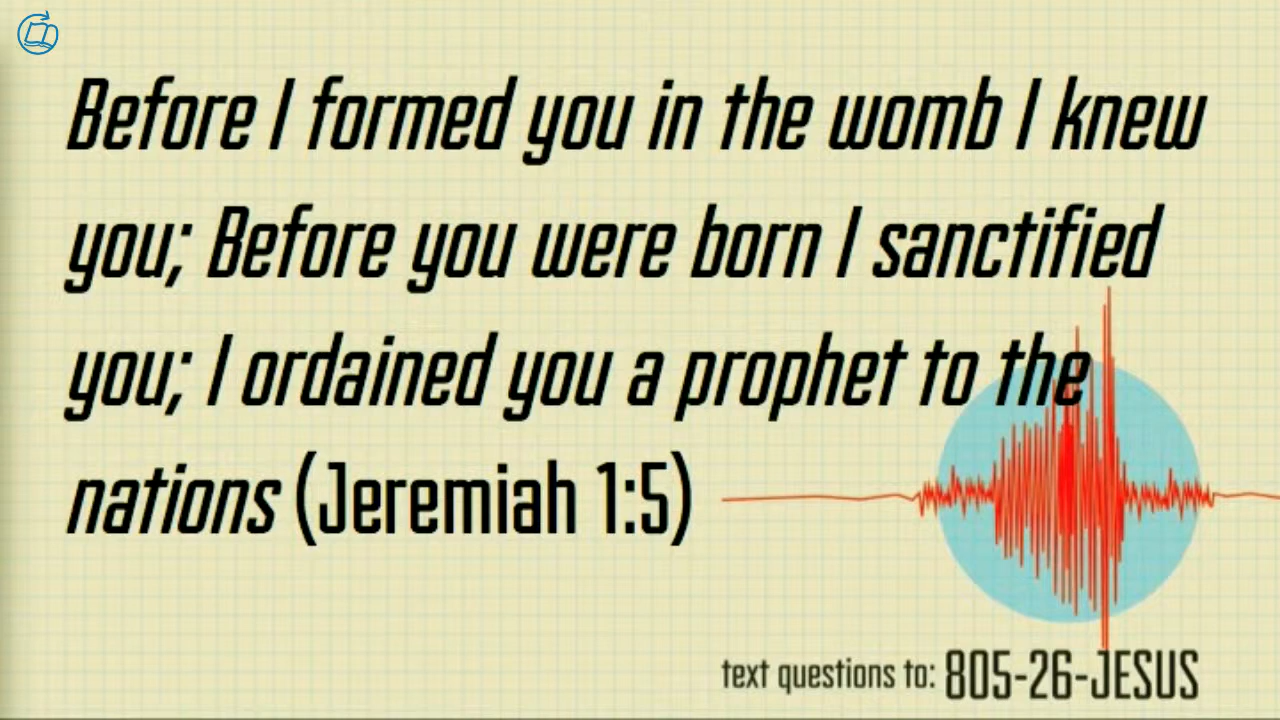 Before I formed you in the womb I knew
you; Before you were born I sanctified
you; I ordained you a prophet to the
nations (Jeremiah 1:5)
text questions to: 805-26-JESUS